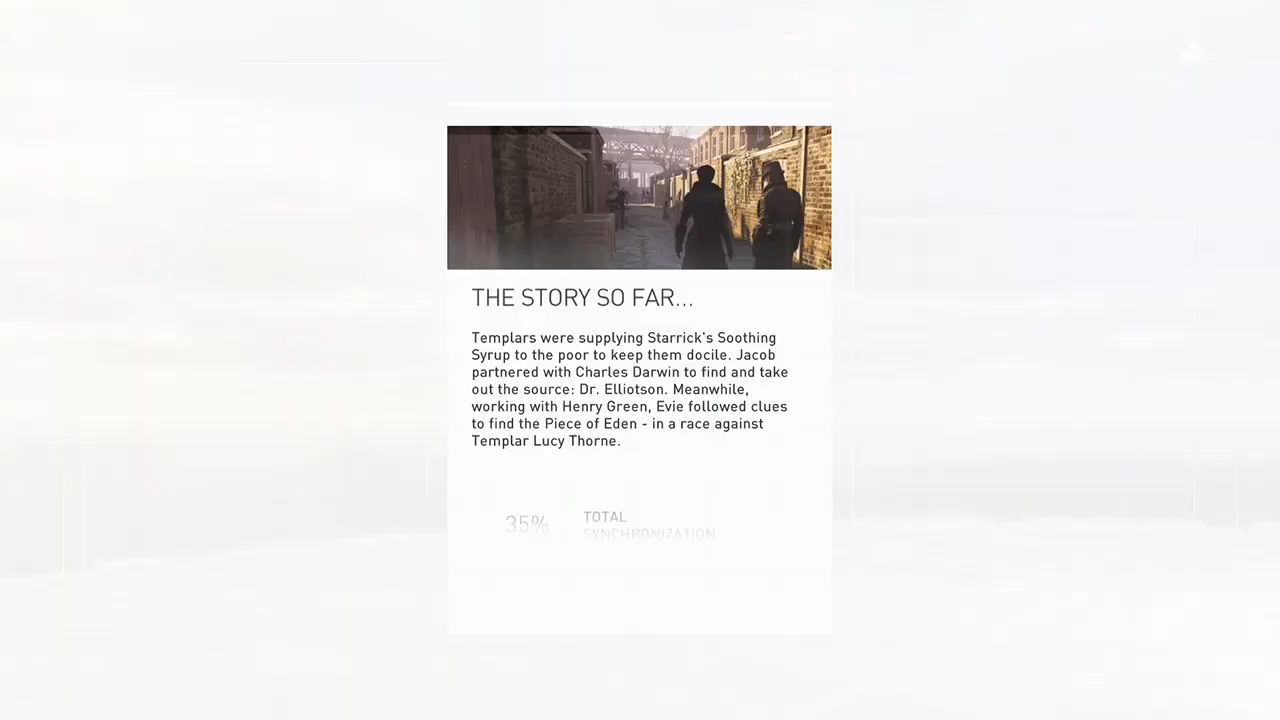 THE STORY SO FAR...
Templars were supplying Starrick's Soothing
Syrup to the poor to keep them docile. Jacob
partnered with Charles Darwin to find and take
out the source: Dr. Elliotson. Meanwhile,
working with Henry Green, Evie followed clues
to find the Piece of Eden - in a race against
Templar Lucy Thorne.
35%
TOTAL
SYNCHRONIZATION